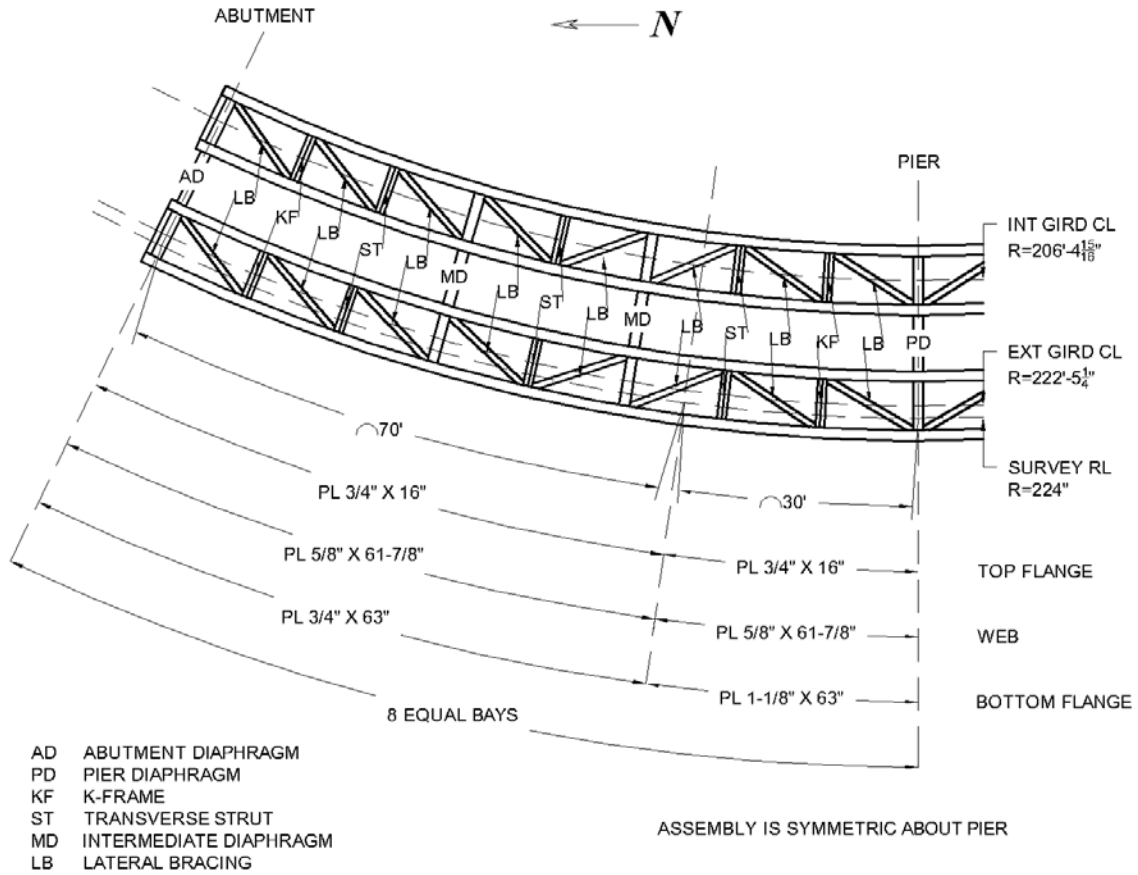 ABUTMENT
N
PIER
INT GIRD CL
R=206'-4 15/16"
AD
LB
KF
LB
ST
LB
MD
LB
ST
LB
MD
LB
ST
LB
KF
LB
PD
EXT GIRD CL
R=222'-5 1/4"
SURVEY RL
R=224"
⌒70'
⌒30'
PL 3/4" X 16"
PL 3/4" X 16"
TOP FLANGE
PL 5/8" X 61-7/8"
PL 5/8" X 61-7/8"
WEB
PL 3/4" X 63"
PL 1-1/8" X 63"
BOTTOM FLANGE
8 EQUAL BAYS
AD ABUTMENT DIAPHRAGM
PD PIER DIAPHRAGM
KF K-FRAME
ST TRANSVERSE STRUT
MD INTERMEDIATE DIAPHRAGM
LB LATERAL BRACING
ASSEMBLY IS SYMMETRIC ABOUT PIER